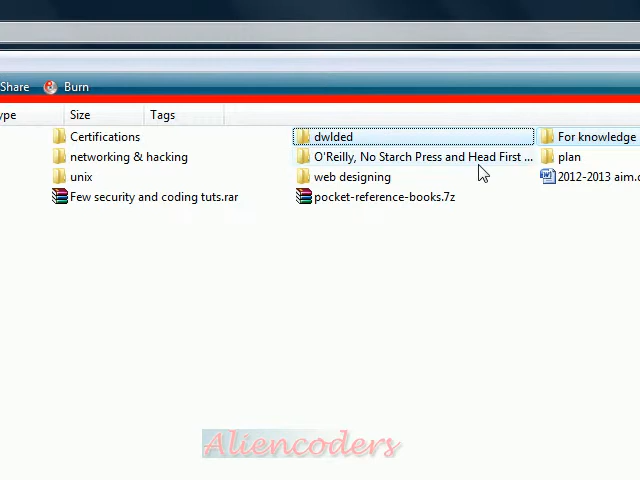 Share Burn
ype Size Tags
Certifications dwlded For knowledge
networking & hacking O'Reilly, No Starch Press and Head First ... plan
unix web designing 2012-2013 aim.
Few security and coding tuts.rar pocket-reference-books.7z
Aliencoders